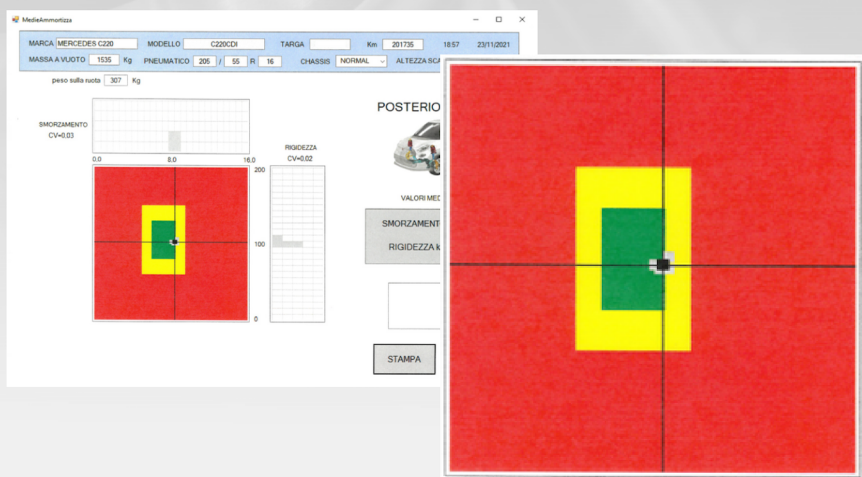 MedieAmmortizza
MARCA MERCEDES C220 MODELLO C220CDI TARGA Km 201735 18:57 23/11/2021
MASSA A VUOTO 1535 Kg PNEUMATICO 205 / 55 R 16 CHASSIS NORMAL ALTEZZA SCA
peso sulla ruota 307 Kg
POSTERIO
SMORZAMENTO
CV=0,03
RIGIDEZZA
CV=0,02
0,0 8,0 16,0
200
100
0
VALORI MED
SMORZAMENT
RIGIDEZZA k
STAMPA